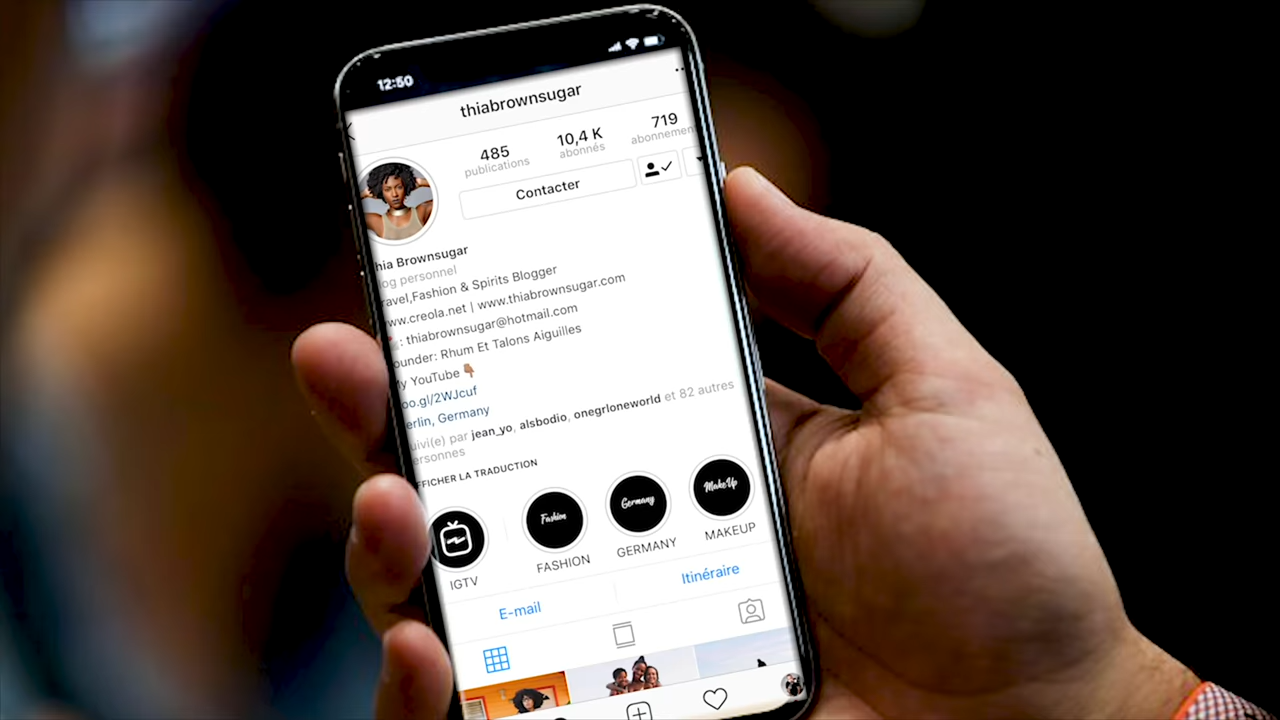 12:50
thiabrownsugar
485 10,4 K 719
publications abonnés abonnemen
Contacter
hia Brownsugar
og personnel
ravel,Fashion & Spirits Blogger
ww.creola.net | www.thiabrownsugar.com
: thiabrownsugar@hotmail.com
ounder: Rhum Et Talons Aiguilles
y YouTube 👇🏾
oo.gl/2WJcuf
erlin, Germany
uivi(e) par jean_yo, alsbodio, onegrloneworld et 82 autres
ersonnes
FFICHER LA TRADUCTION
Fashion Germany MakeUp
IGTV FASHION GERMANY MAKEUP
E-mail Itinéraire